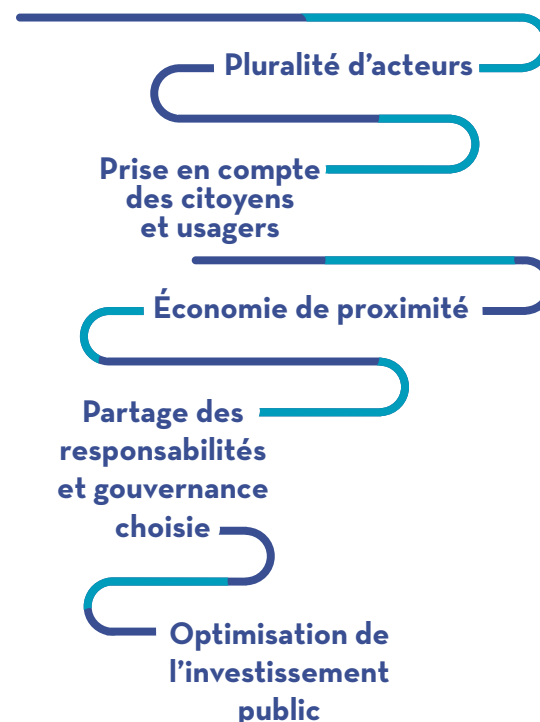 Pluralité d’acteurs
Prise en compte
des citoyens
et usagers
Économie de proximité
Partage des
responsabilités
et gouvernance
choisie
Optimisation de
l’investissement
public